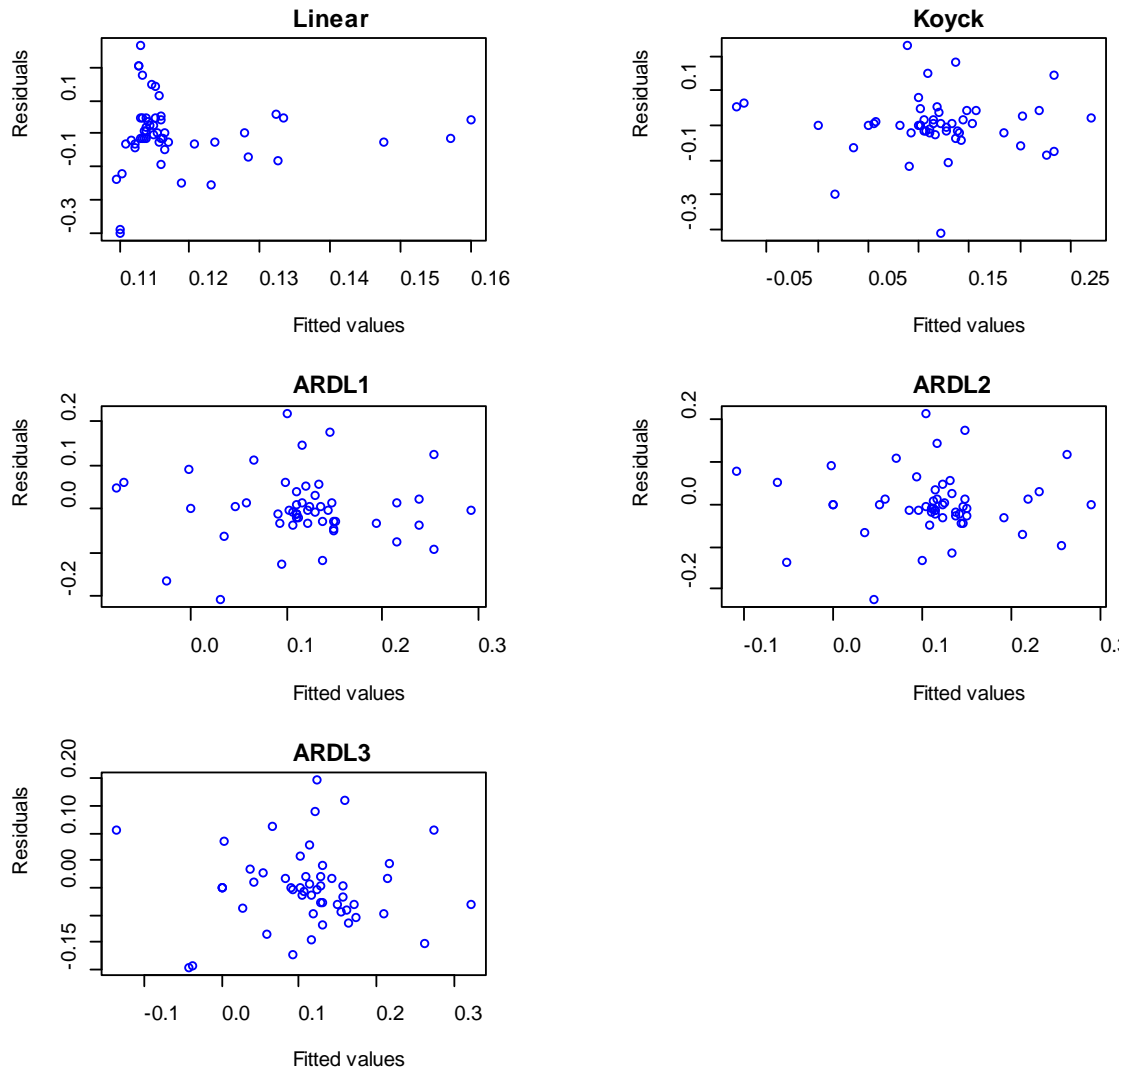 Linear
Residuals
0.1
-0.1
-0.3
0.11 0.12 0.13 0.14 0.15 0.16
Fitted values
Koyck
Residuals
0.1
-0.1
-0.3
-0.05 0.05 0.15 0.25
Fitted values
ARDL1
Residuals
0.2
0.1
0.0
-0.2
0.0 0.1 0.2 0.3
Fitted values
ARDL2
Residuals
0.2
0.1
0.0
-0.2
-0.1 0.0 0.1 0.2
Fitted values
ARDL3
Residuals
0.20
0.10
0.00
-0.15
-0.1 0.0 0.1 0.2 0.3
Fitted values